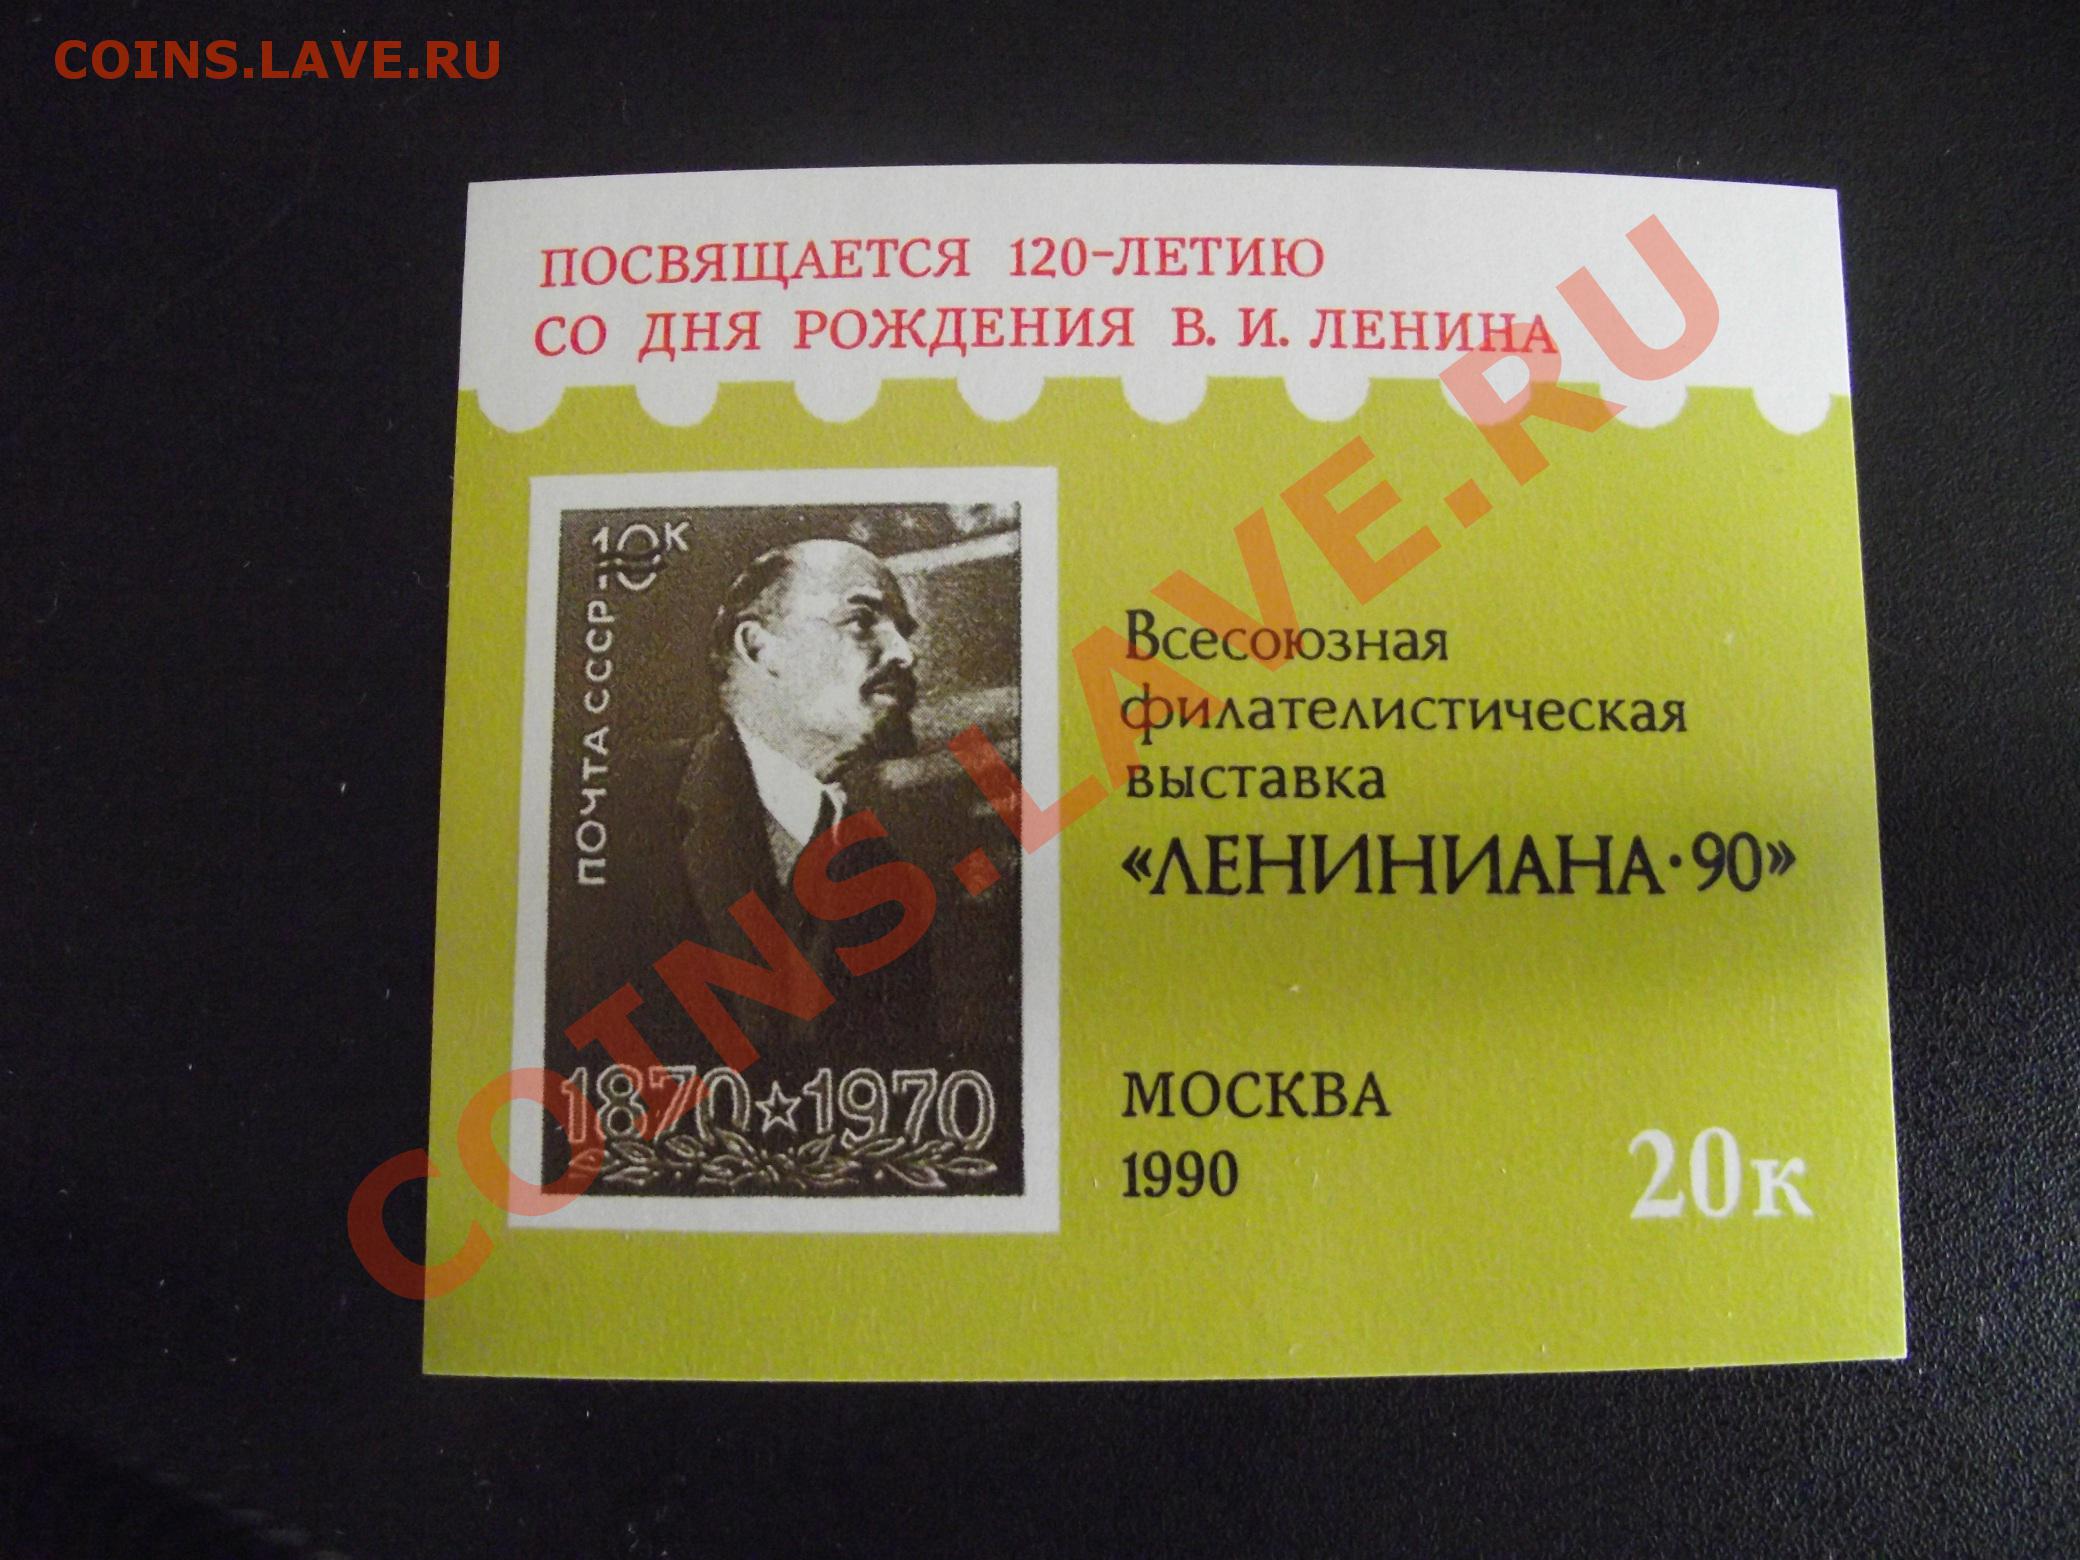 COINS.LAVE.RU
ПОСВЯЩАЕТСЯ 120-ЛЕТИЮ
СО ДНЯ РОЖДЕНИЯ В. И. ЛЕНИНА
10К
ПОЧТА СССР
1870☆1970
Всесоюзная
филателистическая
выставка
«ЛЕНИНИАНА·90»
МОСКВА
1990
20к
COINS.LAVE.RU